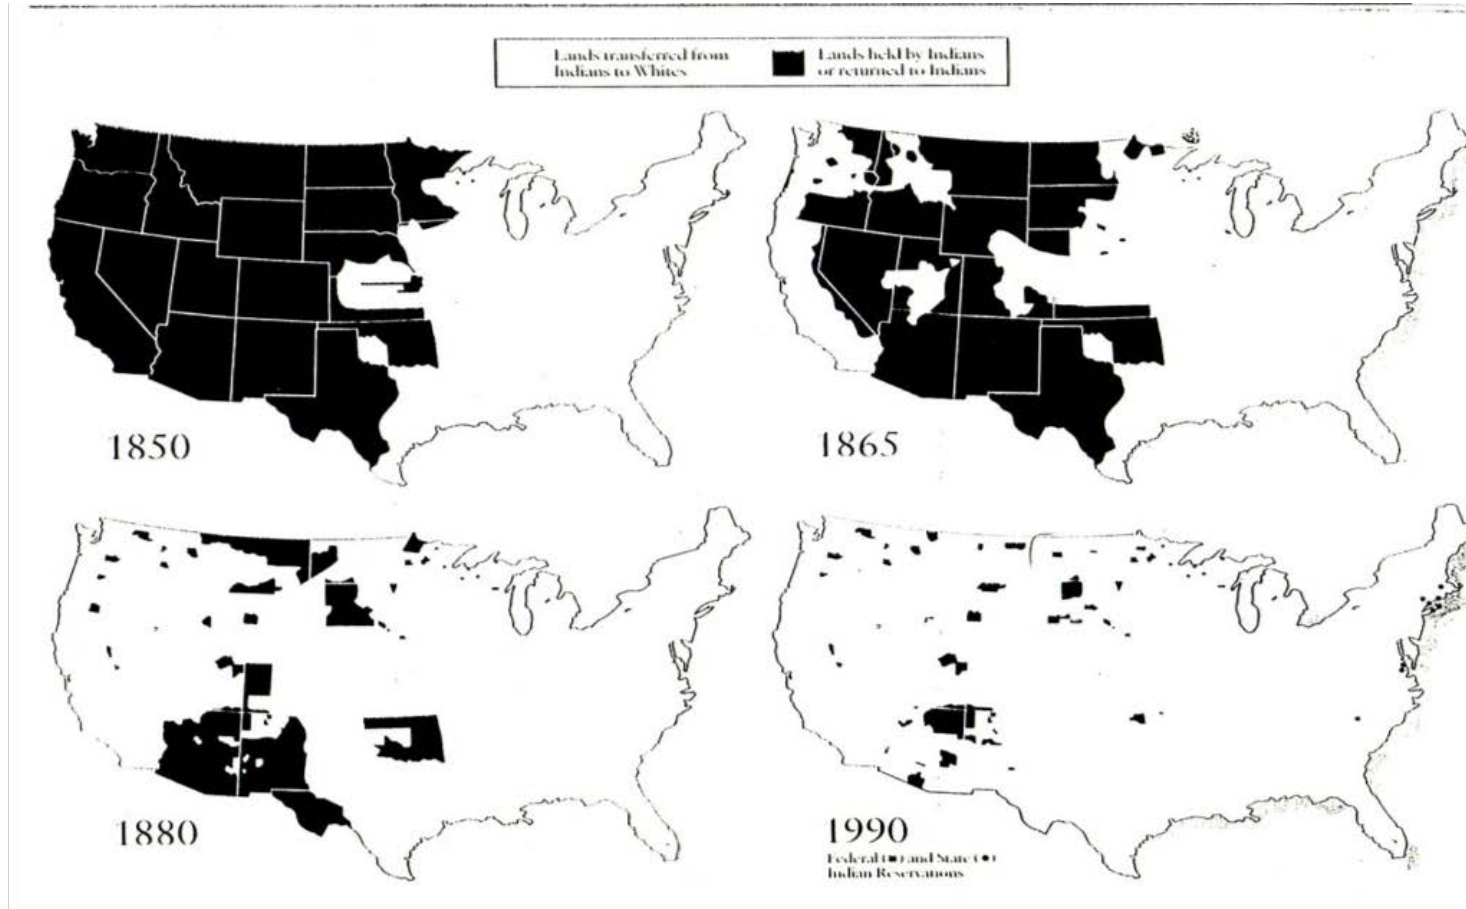 Lands transferred from
Indians to Whites
Lands held by Indians
or returned to Indians
1850
1865
1880
1990
Federal (■) and State (●)
Indian Reservations